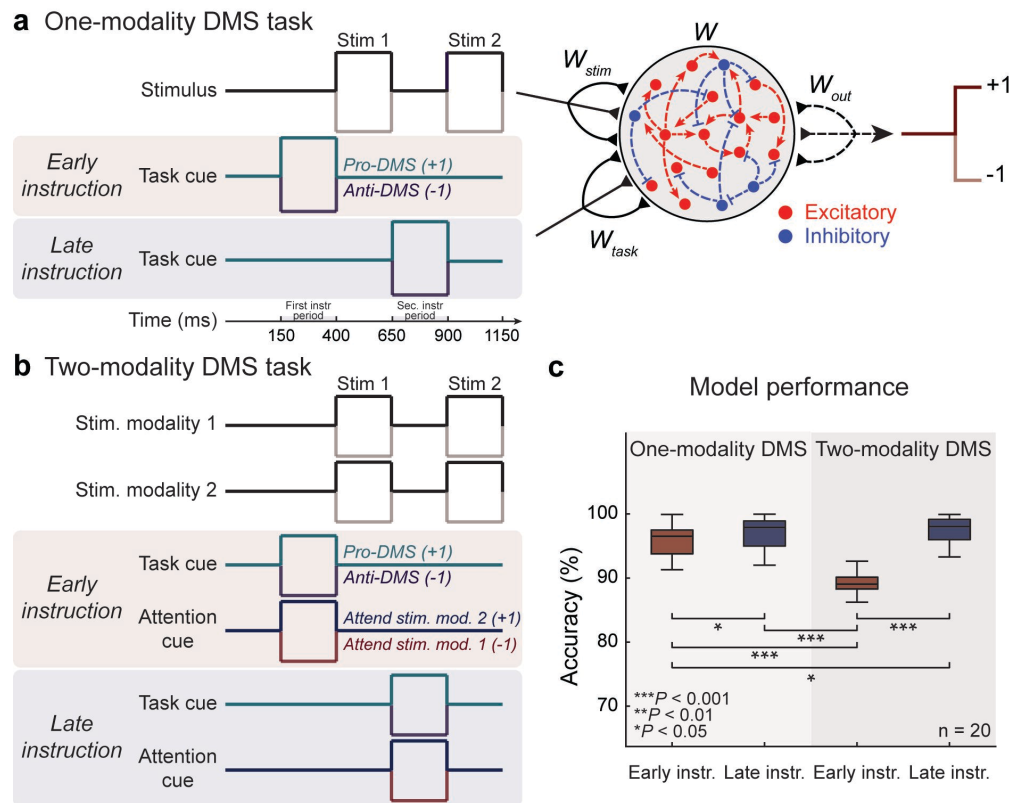 a One-modality DMS task
Stim 1
Stim 2
Stimulus
Early instruction
Task cue
Pro-DMS (+1)
Anti-DMS (-1)
Late instruction
Task cue
First instr period
Sec. instr period
Time (ms)
150 400 650 900 1150
W
W_stim
W_task
W_out
+1
-1
Excitatory
Inhibitory
b Two-modality DMS task
Stim 1
Stim 2
Stim. modality 1
Stim. modality 2
Early instruction
Task cue
Pro-DMS (+1)
Anti-DMS (-1)
Attention cue
Attend stim. mod. 2 (+1)
Attend stim. mod. 1 (-1)
Late instruction
Task cue
Attention cue
c Model performance
One-modality DMS
Two-modality DMS
Accuracy (%)
100
90
80
70
*
***
***
***
*
***P < 0.001
**P < 0.01
*P < 0.05
n = 20
Early instr. Late instr. Early instr. Late instr.